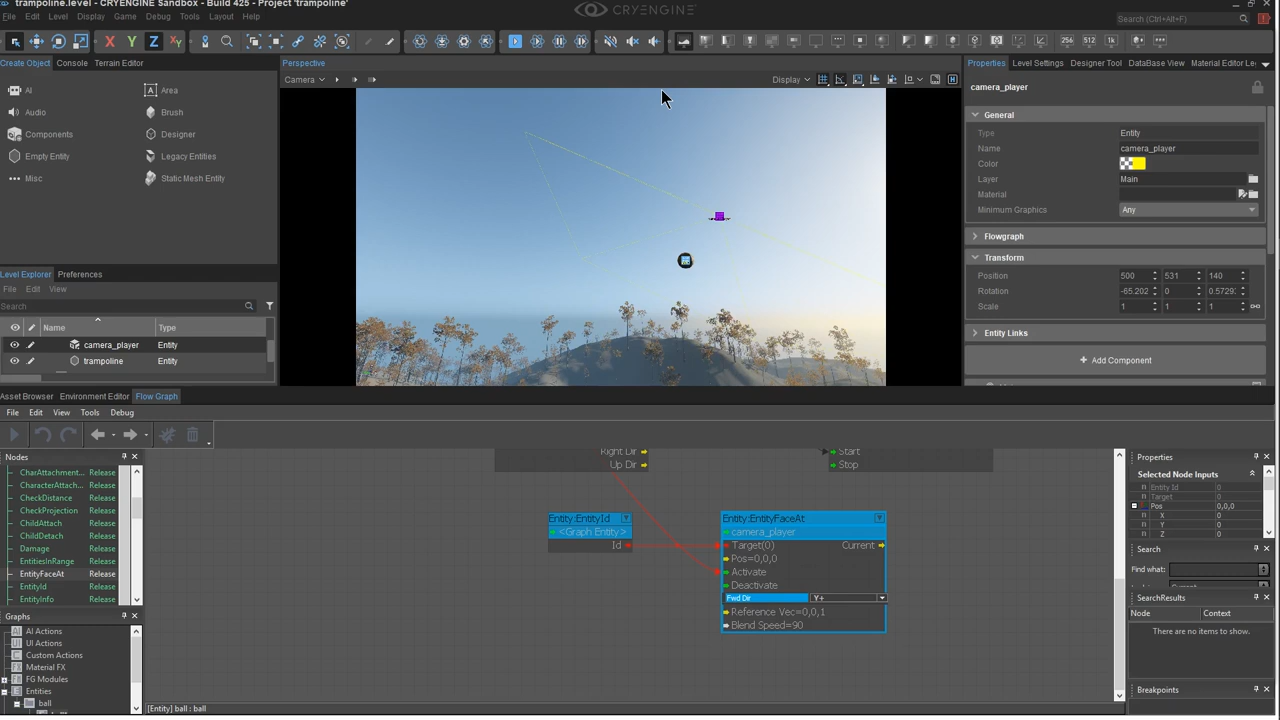 trampoline.level - CRYENGINE Sandbox - Build 425 - Project 'trampoline'
CRYENGINE
File Edit Level Display Game Debug Tools Layout Help
Search (Ctrl+Alt+F)
X Y Z XY 256 512 1k
Create Object Console Terrain Editor
Perspective
Properties Level Settings Designer Tool DataBase View Material Editor Le
Camera
Display
camera_player
AI Area
Audio Brush
Components Designer
Empty Entity Legacy Entities
Misc Static Mesh Entity
General
Type Entity
Name camera_player
Color
Layer Main
Material
Minimum Graphics Any
Flowgraph
Transform
Position 500 531 140
Rotation -65.202 0 0.5729
Scale 1 1 1
Entity Links
Add Component
Level Explorer Preferences
File Edit View
Search
Name Type
camera_player Entity
trampoline Entity
Asset Browser Environment Editor Flow Graph
File Edit View Tools Debug
Nodes
CharAttachment... Release
CharacterAttach... Release
CheckDistance Release
CheckProjection Release
ChildAttach Release
ChildDetach Release
Damage Release
EntitiesInRange Release
EntityFaceAt Release
EntityId Release
EntityInfo Release
Graphs
AI Actions
UI Actions
Custom Actions
Material FX
FG Modules
Entities
ball
Right Dir
Up Dir
Start
Stop
Entity:EntityId
<Graph Entity>
Id
Entity:EntityFaceAt
camera_player
Target(0) Current
Pos=0,0,0
Activate
Deactivate
Fwd Dir Y+
Reference Vec=0,0,1
Blend Speed=90
[Entity] ball : ball
Properties
Selected Node Inputs
Entity Id 0
Target 0
Pos 0,0,0
X 0
Y 0
Z 0
Search
Find what:
SearchResults
Node Context
There are no items to show.
Breakpoints